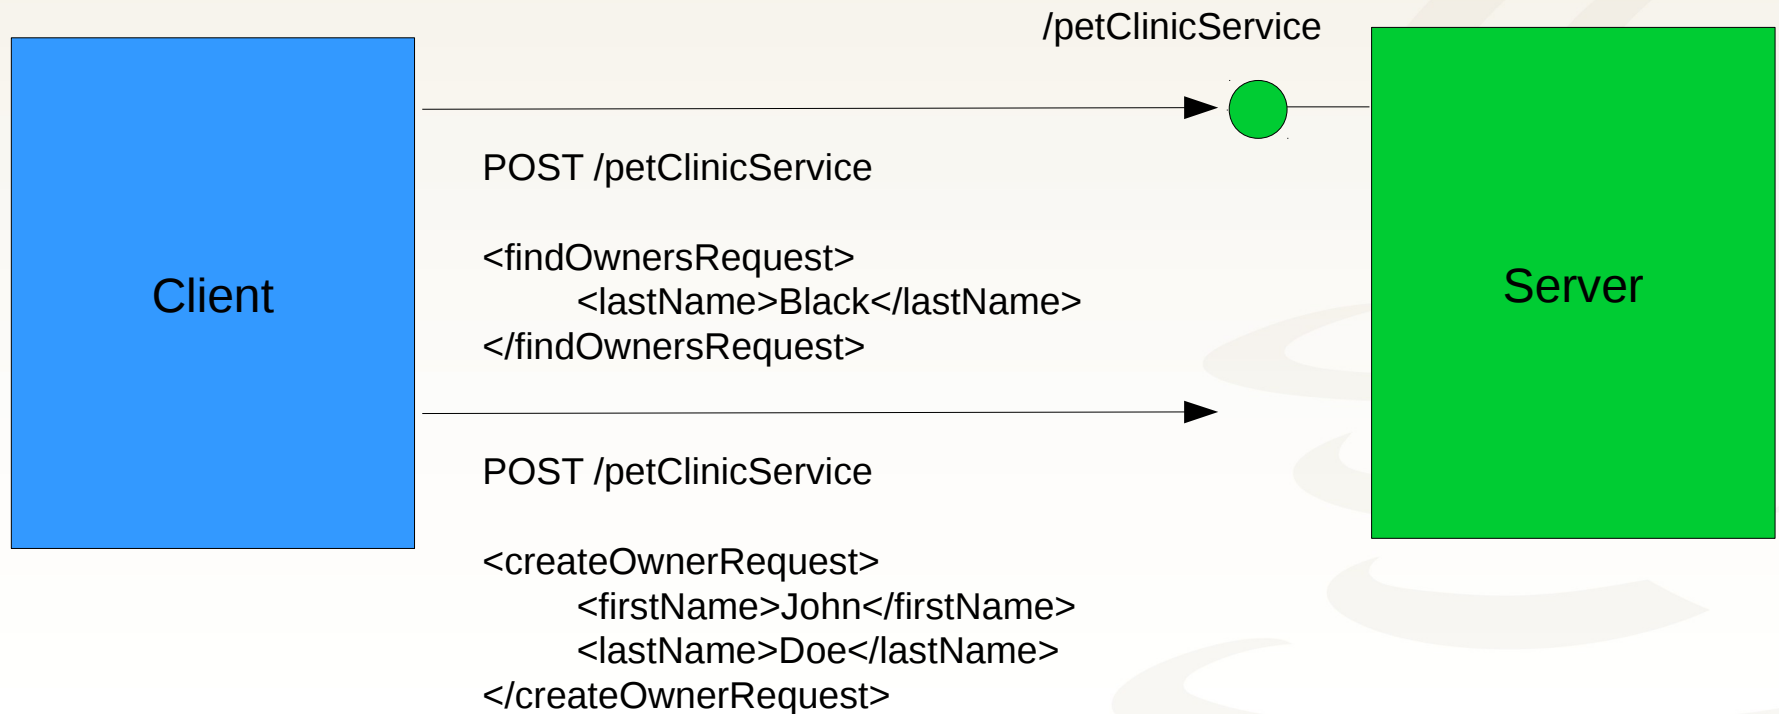 /petClinicService
POST /petClinicService
<findOwnersRequest>
<lastName>Black</lastName>
</findOwnersRequest>
Client
Server
POST /petClinicService
<createOwnerRequest>
<firstName>John</firstName>
<lastName>Doe</lastName>
</createOwnerRequest>